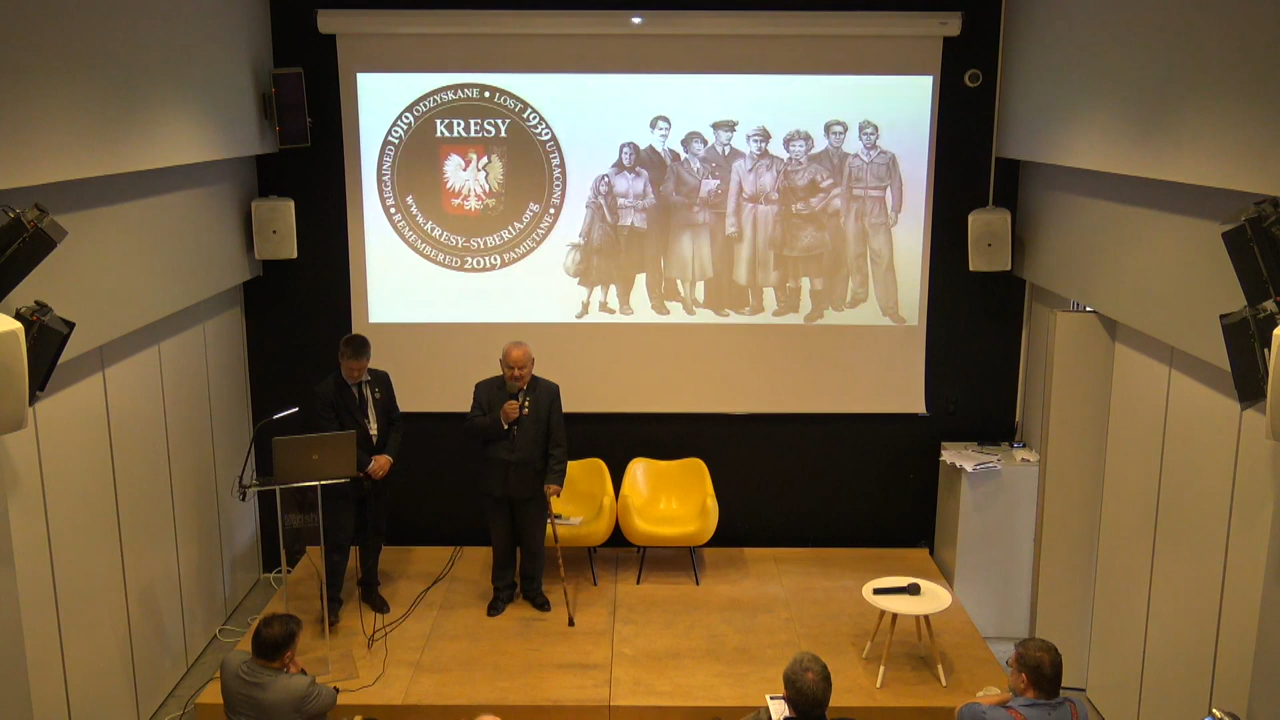 REGAINED 1919 ODZYSKANE • LOST 1939 UTRACONE •
KRESY
www.KRESY-SYBERIA.org
REMEMBERED 2019 PAMIĘTANE •